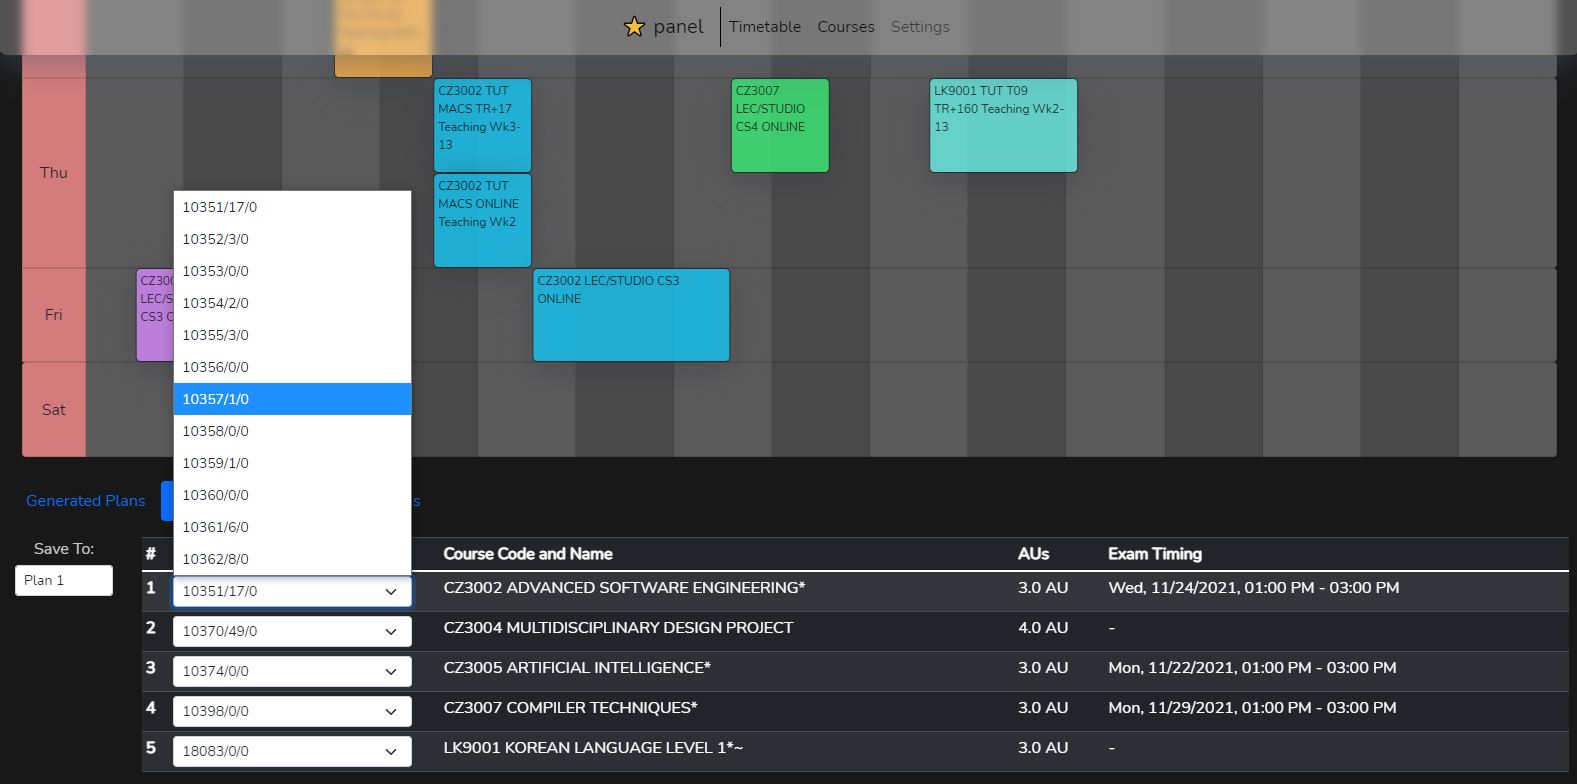 panel
Timetable
Courses
Settings
CZ3002 TUT
MACS TR+17
Teaching Wk3-
13
CZ3007
LEC/STUDIO
CS4 ONLINE
LK9001 TUT T09
TR+160 Teaching Wk2-
13
Thu
CZ3002 TUT
MACS ONLINE
Teaching Wk2
10351/17/0
10352/3/0
10353/0/0
10354/2/0
10355/3/0
10356/0/0
10357/1/0
10358/0/0
10359/1/0
10360/0/0
10361/6/0
10362/8/0
Fri
CZ3002 LEC/STUDIO CS3
ONLINE
Sat
Generated Plans
Save To:
Plan 1
#
Course Code and Name
AUs
Exam Timing
1
10351/17/0
CZ3002 ADVANCED SOFTWARE ENGINEERING*
3.0 AU
Wed, 11/24/2021, 01:00 PM - 03:00 PM
2
10370/49/0
CZ3004 MULTIDISCIPLINARY DESIGN PROJECT
4.0 AU
-
3
10374/0/0
CZ3005 ARTIFICIAL INTELLIGENCE*
3.0 AU
Mon, 11/22/2021, 01:00 PM - 03:00 PM
4
10398/0/0
CZ3007 COMPILER TECHNIQUES*
3.0 AU
Mon, 11/29/2021, 01:00 PM - 03:00 PM
5
18083/0/0
LK9001 KOREAN LANGUAGE LEVEL 1*~
3.0 AU
-